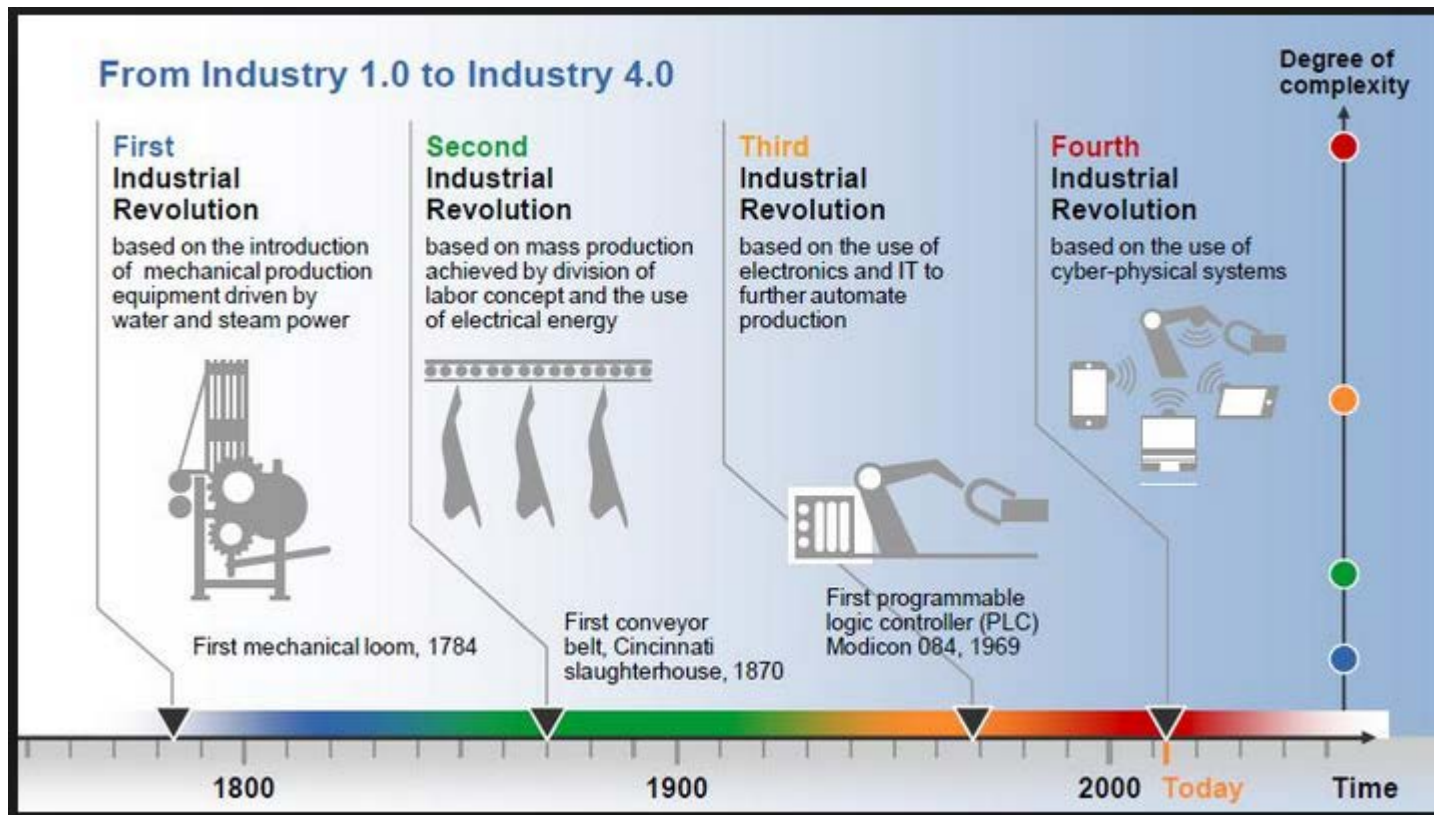 From Industry 1.0 to Industry 4.0
Degree of
complexity
First
Industrial
Revolution
based on the introduction
of mechanical production
equipment driven by
water and steam power
Second
Industrial
Revolution
based on mass production
achieved by division of
labor concept and the use
of electrical energy
Third
Industrial
Revolution
based on the use of
electronics and IT to
further automate
production
Fourth
Industrial
Revolution
based on the use of
cyber-physical systems
First mechanical loom, 1784
First conveyor
belt, Cincinnati
slaughterhouse, 1870
First programmable
logic controller (PLC)
Modicon 084, 1969
1800
1900
2000
Today
Time